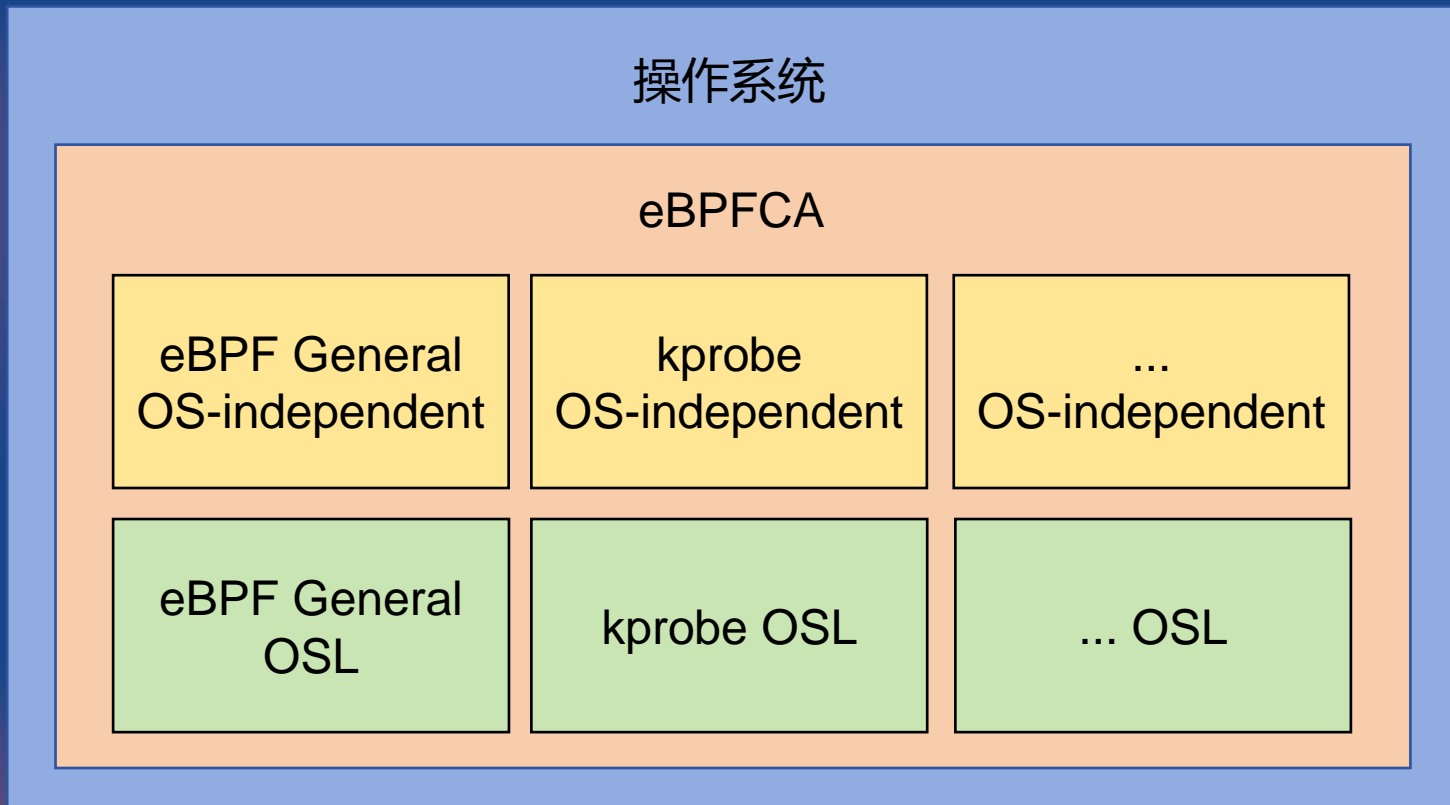 操作系统
eBPFCA
eBPF General
OS-independent
kprobe
OS-independent
...
OS-independent
eBPF General
OSL
kprobe OSL
... OSL